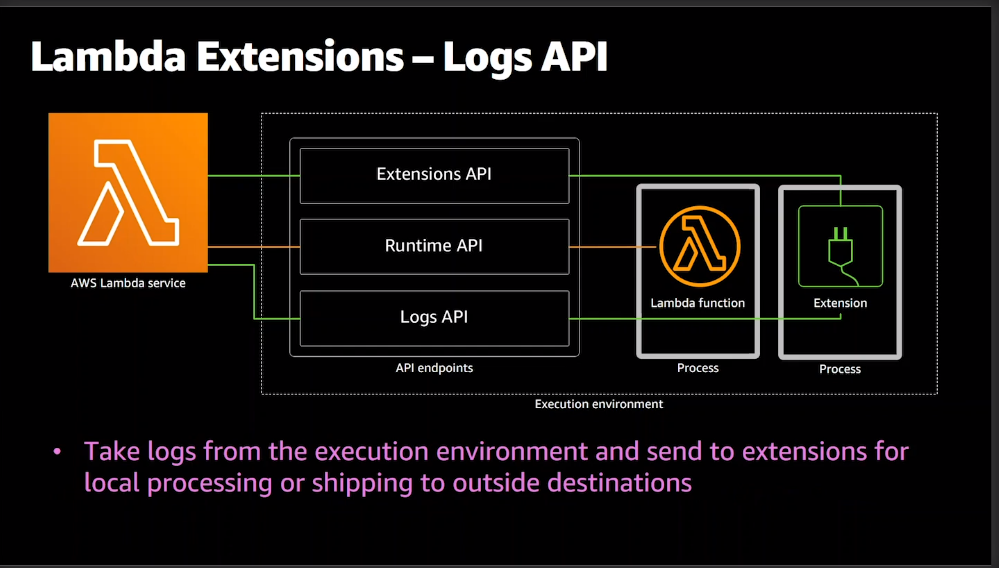 Lambda Extensions – Logs API
Extensions API
Runtime API
Logs API
AWS Lambda service
Lambda function
Extension
API endpoints
Process
Process
Execution environment
• Take logs from the execution environment and send to extensions for
local processing or shipping to outside destinations